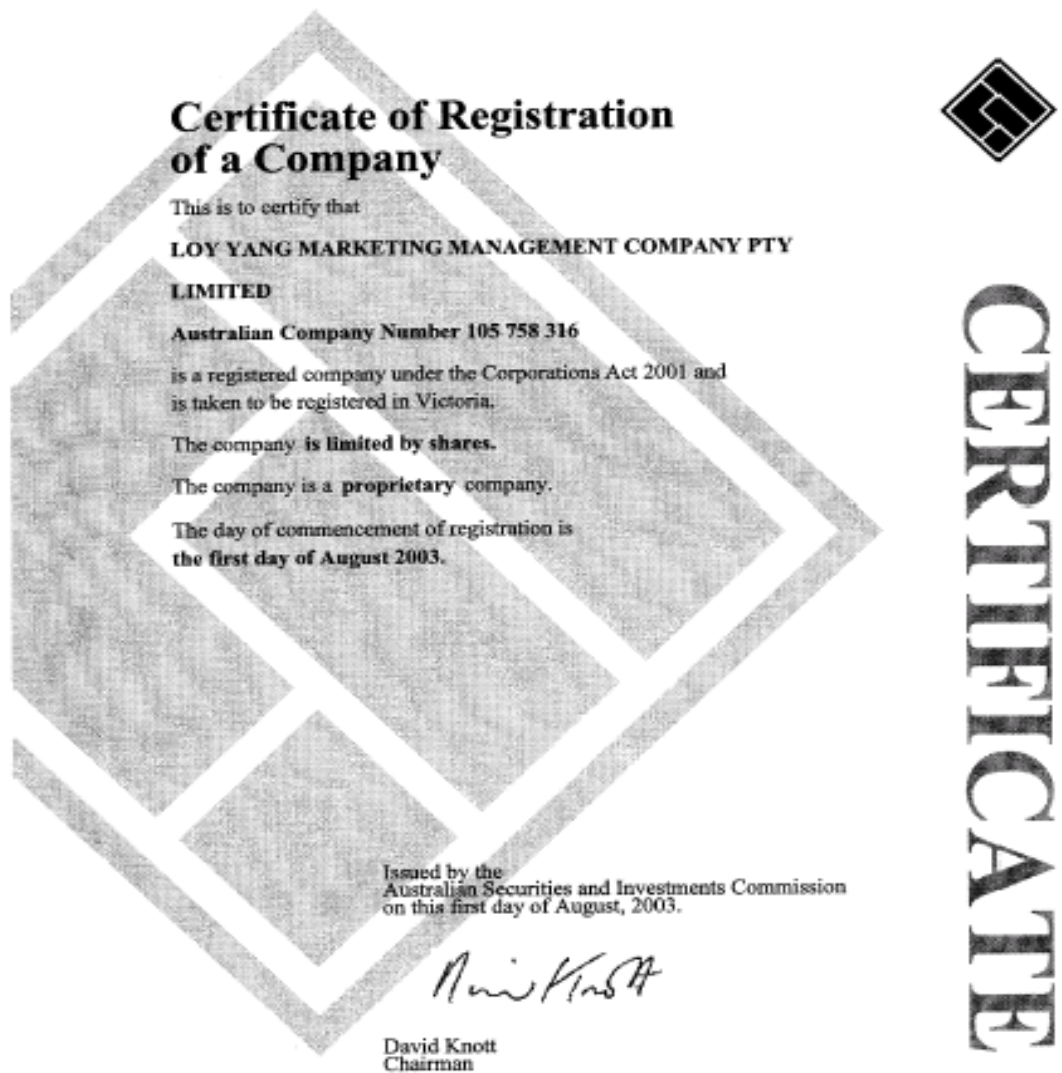 Certificate of Registration
of a Company
This is to certify that
LOY YANG MARKETING MANAGEMENT COMPANY PTY
LIMITED
Australian Company Number 105 758 316
is a registered company under the Corporations Act 2001 and
is taken to be registered in Victoria.
The company is limited by shares.
The company is a proprietary company.
The day of commencement of registration is
the first day of August 2003.
Issued by the
Australian Securities and Investments Commission
on this first day of August, 2003.
David Knott
David Knott
Chairman
CERTIFICATE